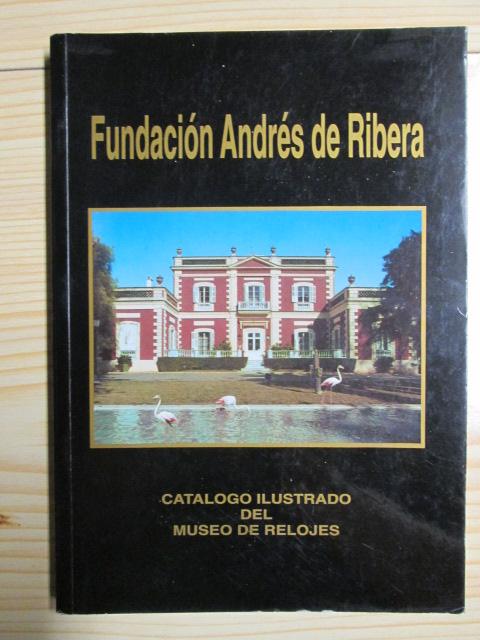 Fundación Andrés de Ribera
CATALOGO ILUSTRADO
DEL
MUSEO DE RELOJES